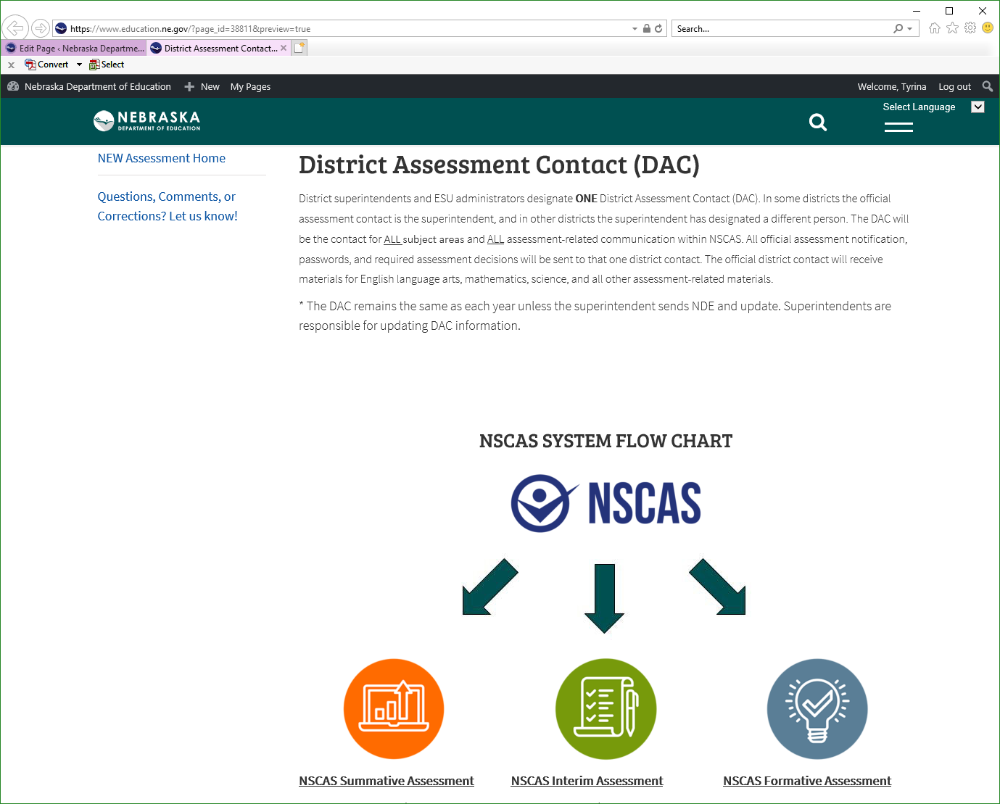 https://www.education.ne.gov/?page_id=38811&preview=true
Search...
Edit Page ‹ Nebraska Departme...
District Assessment Contact...
x Convert Select
Nebraska Department of Education
New
My Pages
Welcome, Tyrina
Log out
Select Language
NEBRASKA
DEPARTMENT OF EDUCATION
NEW Assessment Home
Questions, Comments, or
Corrections? Let us know!
District Assessment Contact (DAC)
District superintendents and ESU administrators designate ONE District Assessment Contact (DAC). In some districts the official
assessment contact is the superintendent, and in other districts the superintendent has designated a different person. The DAC will
be the contact for ALL subject areas and ALL assessment-related communication within NSCAS. All official assessment notification,
passwords, and required assessment decisions will be sent to that one district contact. The official district contact will receive
materials for English language arts, mathematics, science, and all other assessment-related materials.
* The DAC remains the same as each year unless the superintendent sends NDE and update. Superintendents are
responsible for updating DAC information.
NSCAS SYSTEM FLOW CHART
NSCAS
NSCAS Summative Assessment
NSCAS Interim Assessment
NSCAS Formative Assessment